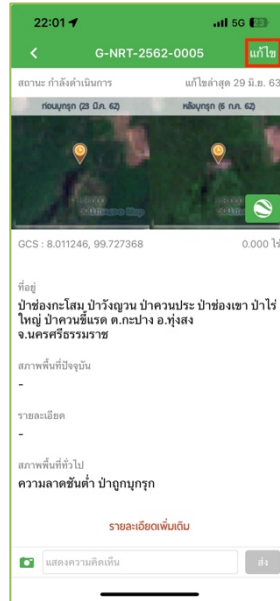 22:01
5G 23
G-NRT-2562-0005
แก้ไข
สถานะ กำลังดำเนินการ
แก้ไขล่าสุด 29 มิ.ย. 63
ก่อนบุกรุก (23 มี.ค. 62)
หลังบุกรุก (6 ก.ค. 62)
GCS : 8.011246, 99.727368
0.000 ไร่
ที่อยู่
ป่าช่องกะโสม ป่าวังญวน ป่าควนประ ป่าช่องเขา ป่าไร่
ใหญ่ ป่าควนขี้แรด ต.กะปาง อ.ทุ่งสง
จ.นครศรีธรรมราช
สภาพพื้นที่ปัจจุบัน
-
รายละเอียด
-
สภาพพื้นที่ทั่วไป
ความลาดชันต่ำ ป่าถูกบุกรุก
รายละเอียดเพิ่มเติม
แสดงความคิดเห็น
ส่ง